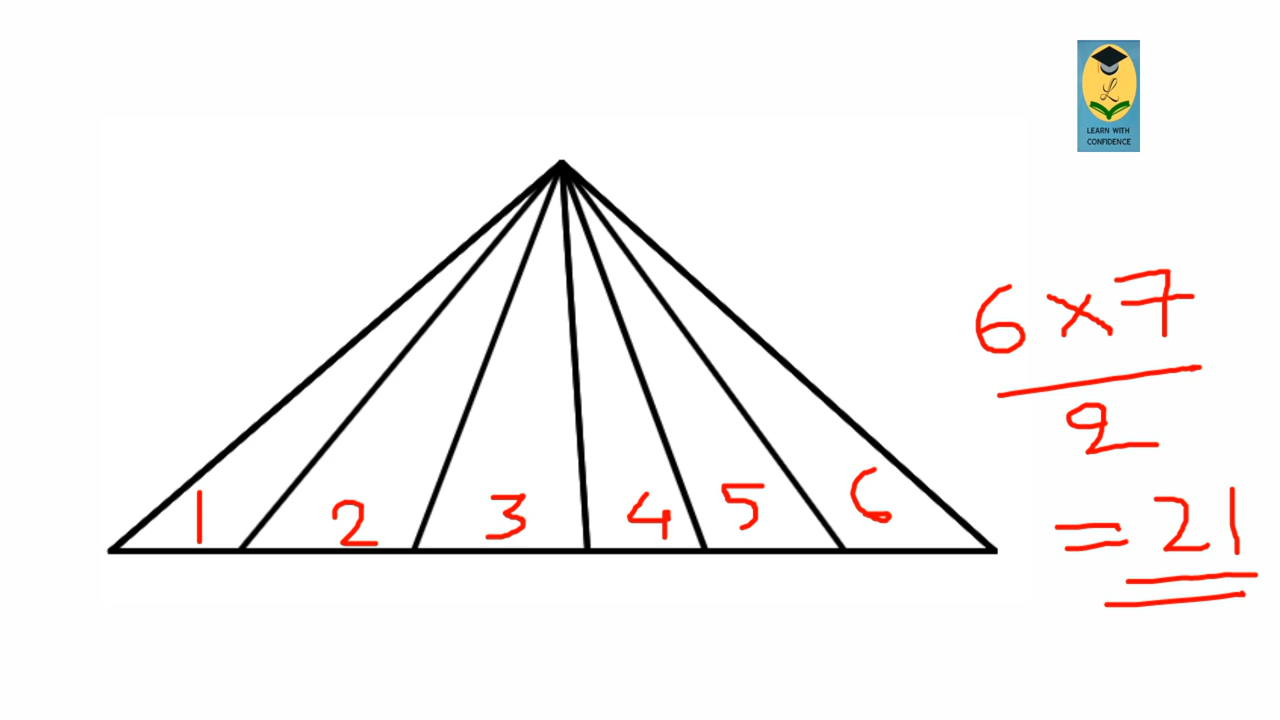 L
LEARN WITH
CONFIDENCE
6 × 7
2
= 21
1 2 3 4 5 6